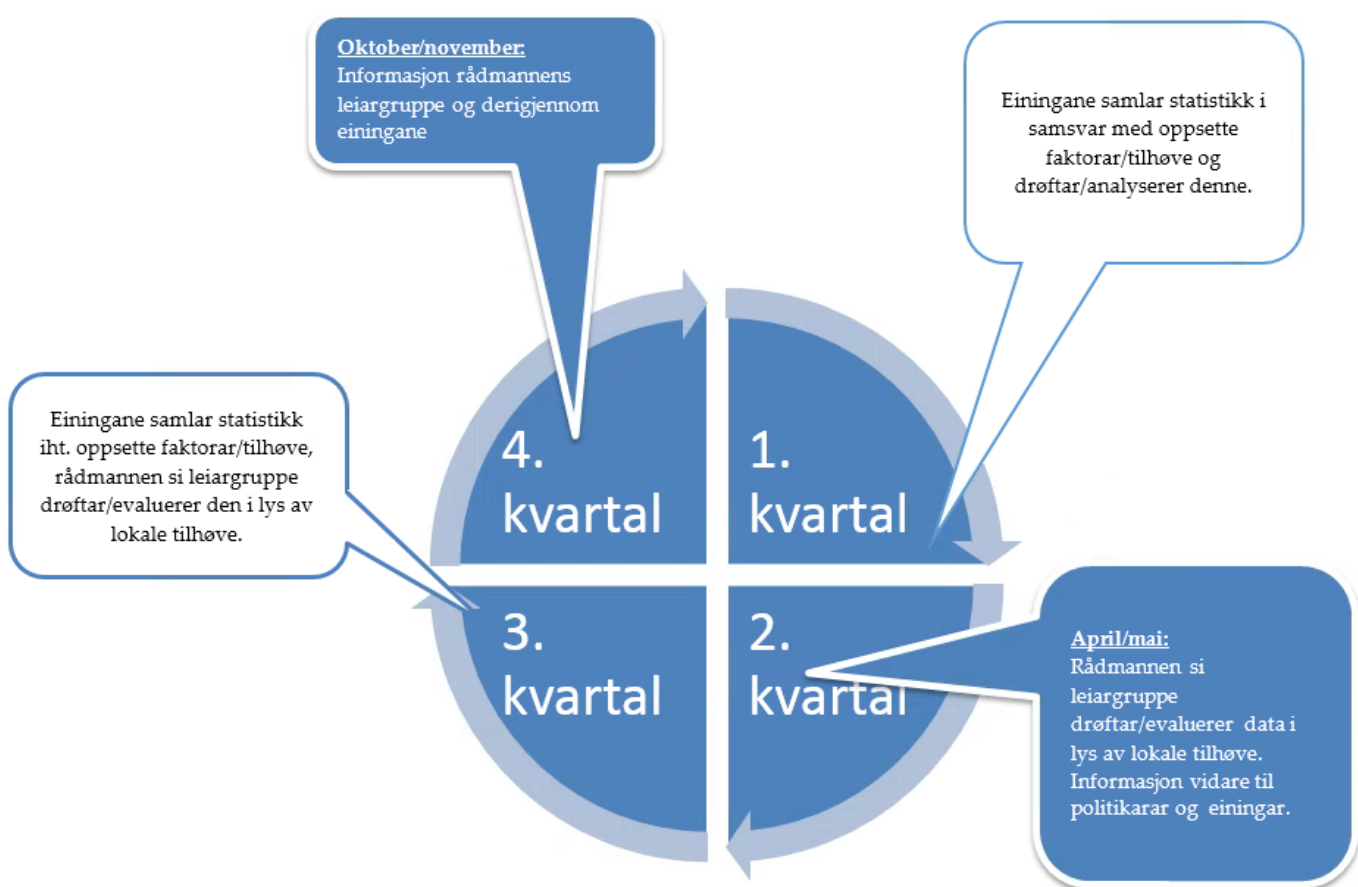 Oktober/november:
Informasjon rådmannens
leiargruppe og derigjennom
einingane
Einingane samlar statistikk i
samsvar med oppsette
faktorar/tilhøve og
drøftar/analyserer denne.
Einingane samlar statistikk
iht. oppsette faktorar/tilhøve,
rådmannen si leiargruppe
drøftar/evaluerer den i lys av
lokale tilhøve.
4.
kvartal
1.
kvartal
3.
kvartal
2.
kvartal
April/mai:
Rådmannen si
leiargruppe
drøftar/evaluerer data i
lys av lokale tilhøve.
Informasjon vidare til
politikarar og einingar.